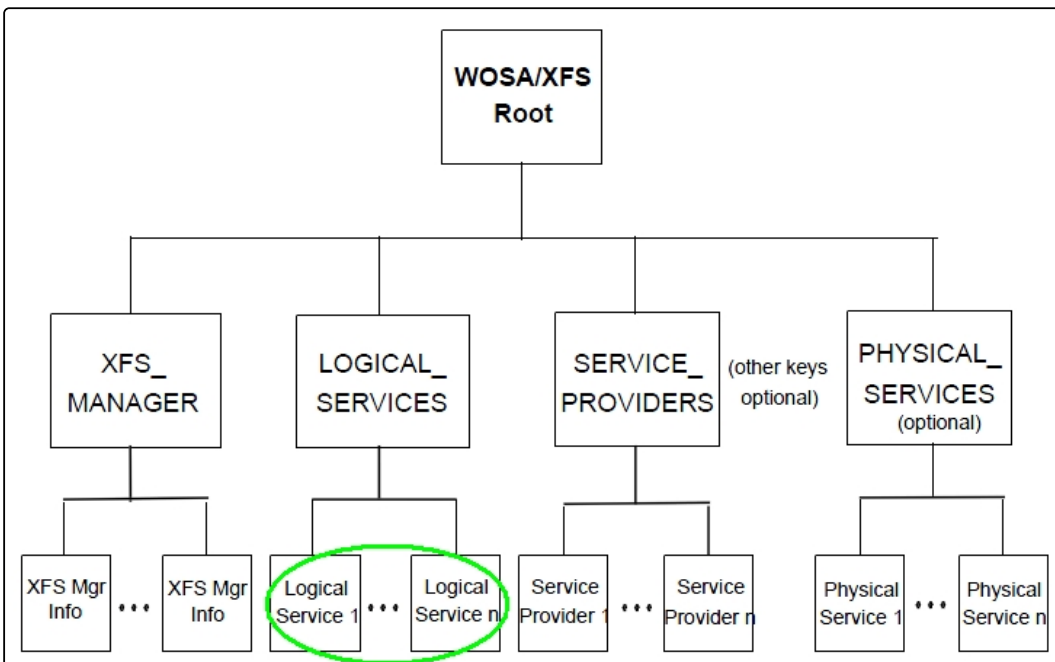 WOSA/XFS
Root
XFS_
MANAGER
LOGICAL_
SERVICES
SERVICE_
PROVIDERS
(other keys
optional)
PHYSICAL_
SERVICES
(optional)
XFS Mgr
Info
•••
XFS Mgr
Info
Logical
Service 1
•••
Logical
Service n
Service
Provider 1
•••
Service
Provider n
Physical
Service 1
•••
Physical
Service n